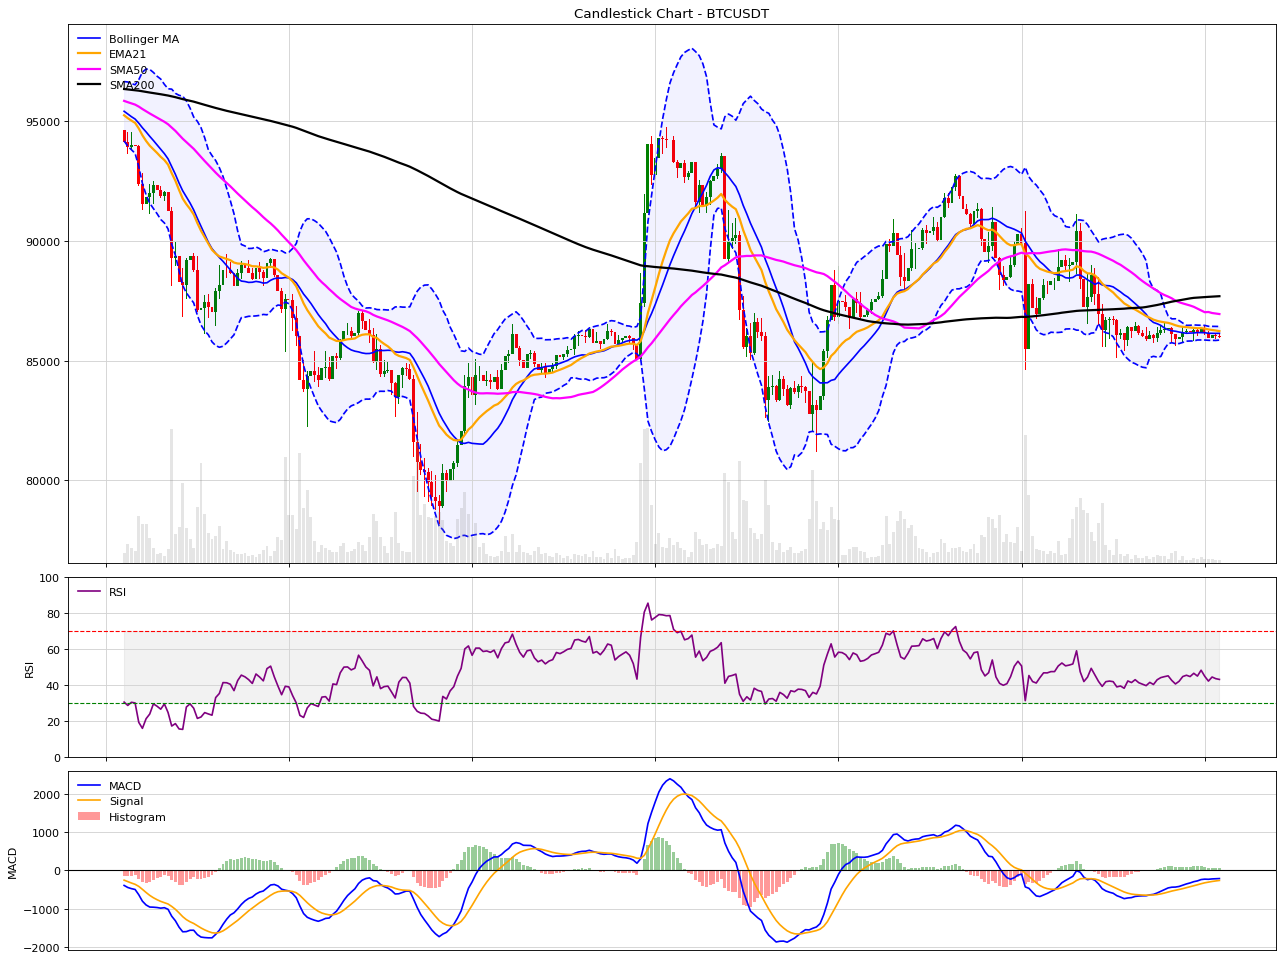 Candlestick Chart - BTCUSDT
Bollinger MA
EMA21
SMA50
SMA200
95000
90000
85000
80000
100
80
60
40
20
0
RSI
RSI
2000
1000
0
−1000
−2000
MACD
MACD
Signal
Histogram